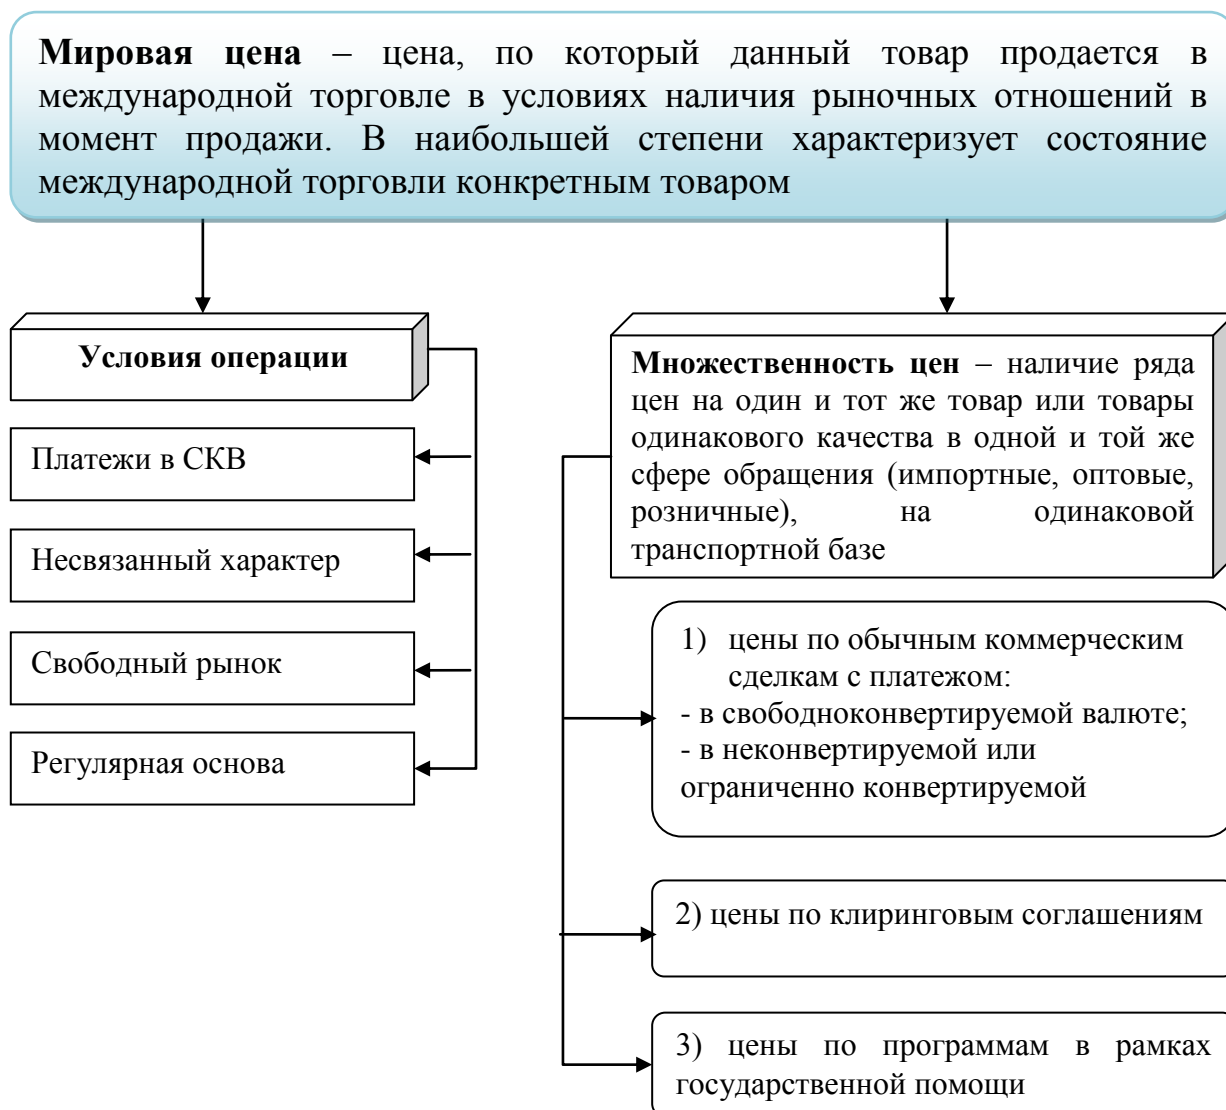 Мировая цена – цена, по который данный товар продается в
международной торговле в условиях наличия рыночных отношений в
момент продажи. В наибольшей степени характеризует состояние
международной торговли конкретным товаром
Условия операции
Платежи в СКВ
Несвязанный характер
Свободный рынок
Регулярная основа
Множественность цен – наличие ряда
цен на один и тот же товар или товары
одинакового качества в одной и той же
сфере обращения (импортные, оптовые,
розничные), на одинаковой
транспортной базе
1) цены по обычным коммерческим
сделкам с платежом:
- в свободноконвертируемой валюте;
- в неконвертируемой или
ограниченно конвертируемой
2) цены по клиринговым соглашениям
3) цены по программам в рамках
государственной помощи